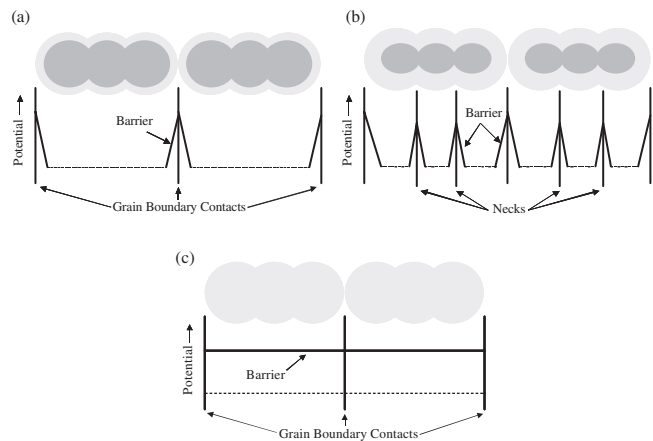 (a)
Potential
Barrier
Grain Boundary Contacts
(b)
Potential
Barrier
Necks
(c)
Potential
Barrier
Grain Boundary Contacts